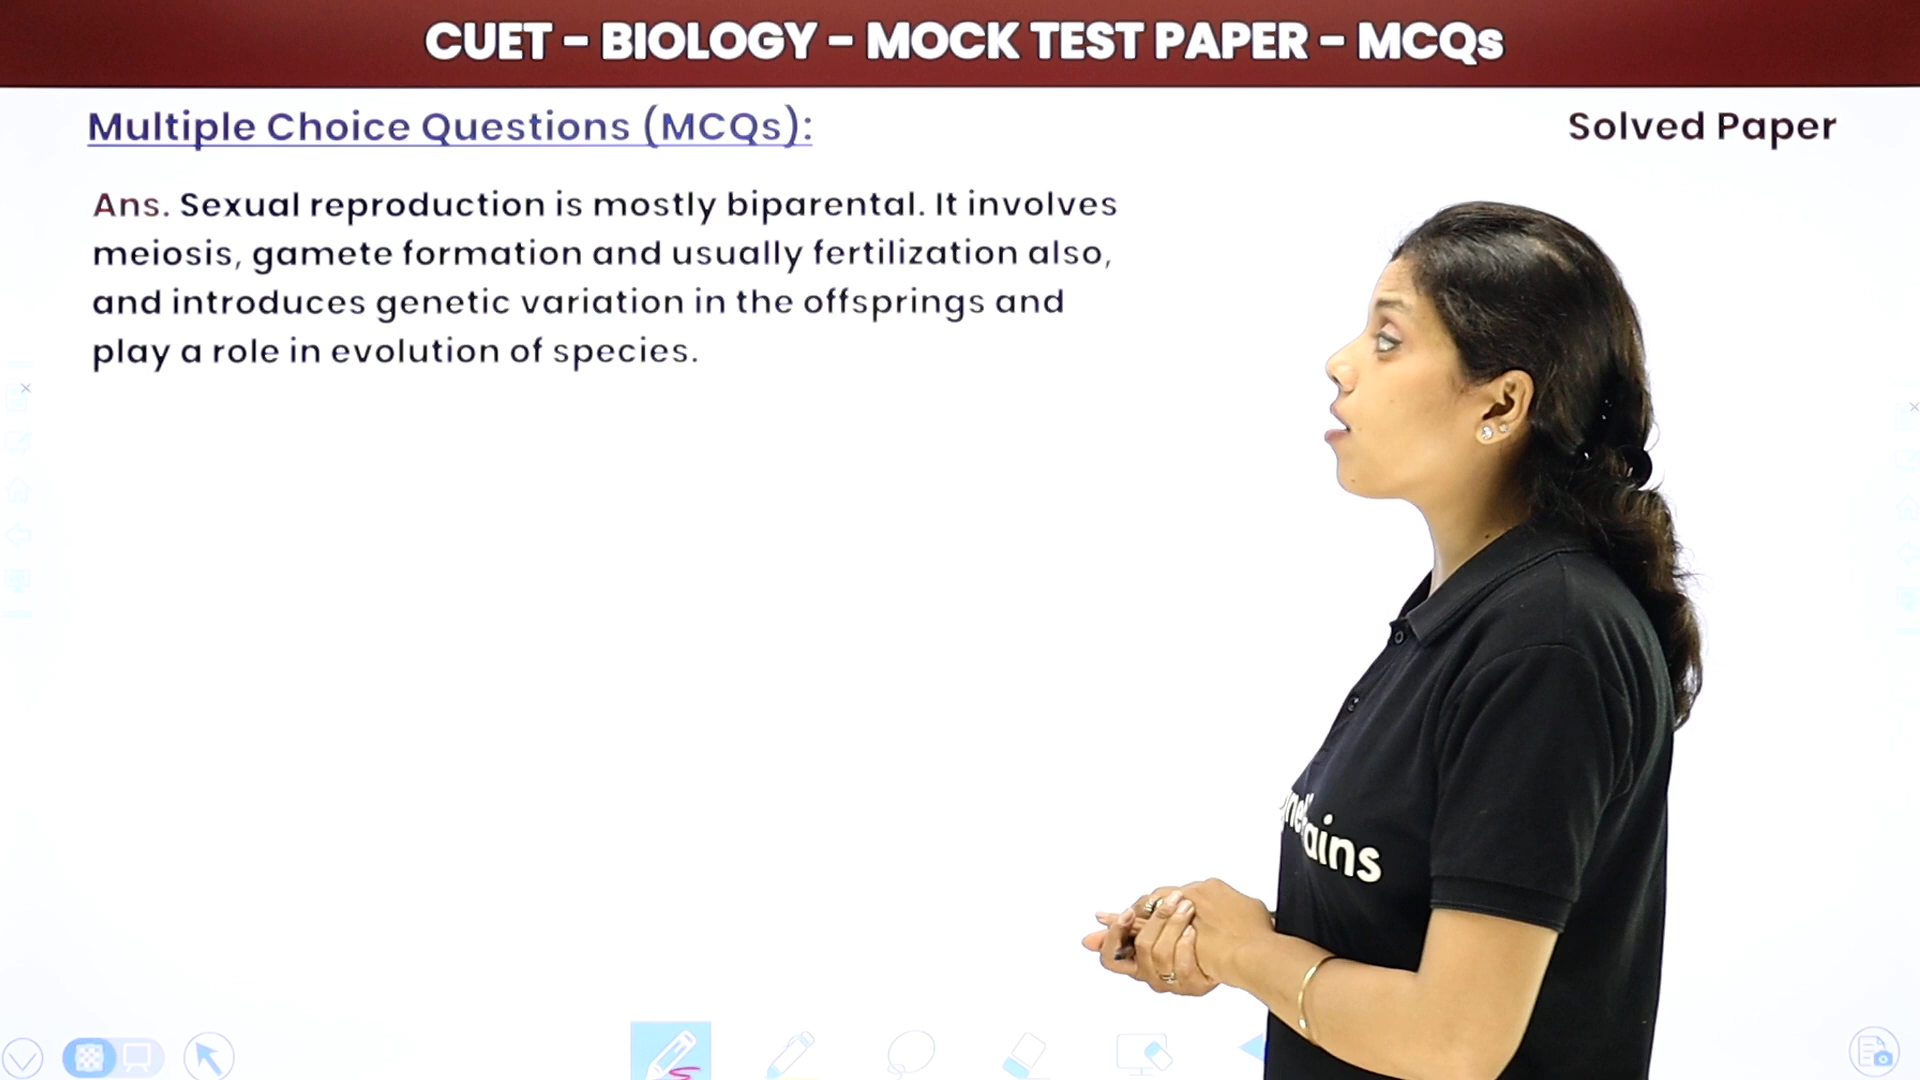 CUET - BIOLOGY - MOCK TEST PAPER - MCQs
Multiple Choice Questions (MCQs):
Solved Paper
Ans. Sexual reproduction is mostly biparental. It involves
meiosis, gamete formation and usually fertilization also,
and introduces genetic variation in the offsprings and
play a role in evolution of species.
ains